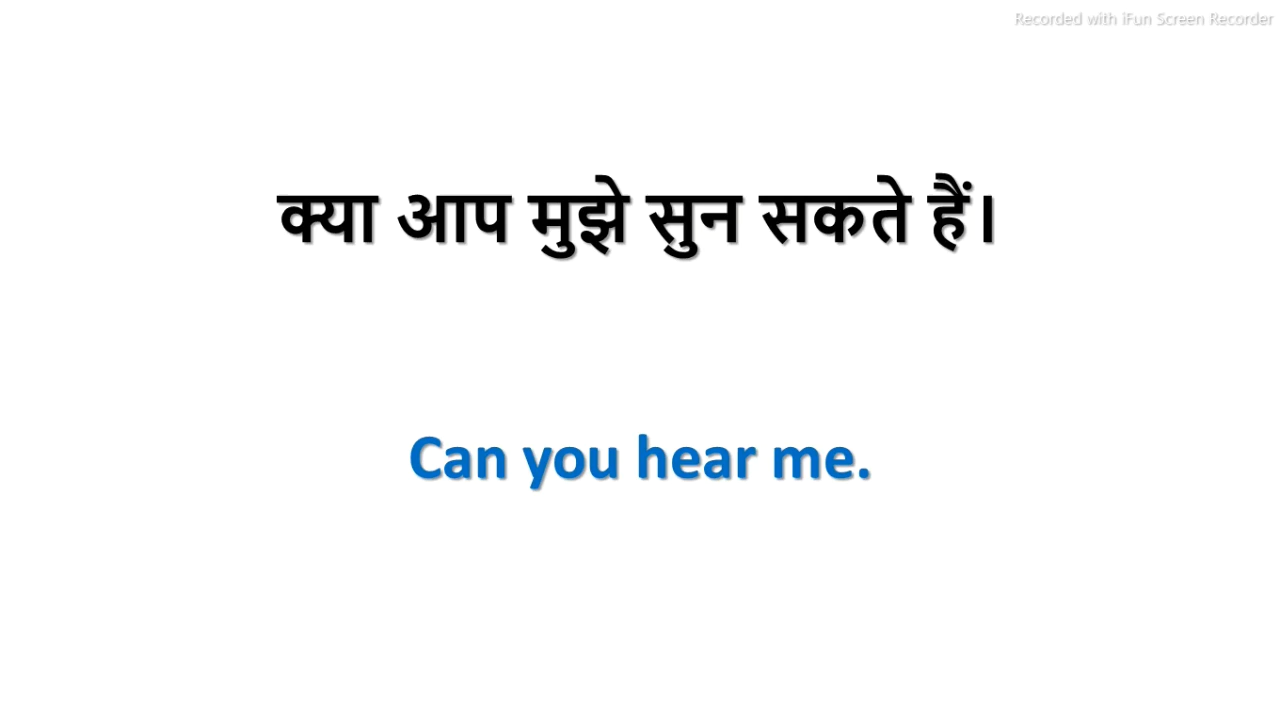 Recorded with iFun Screen Recorder
क्या आप मुझे सुन सकते हैं।
Can you hear me.